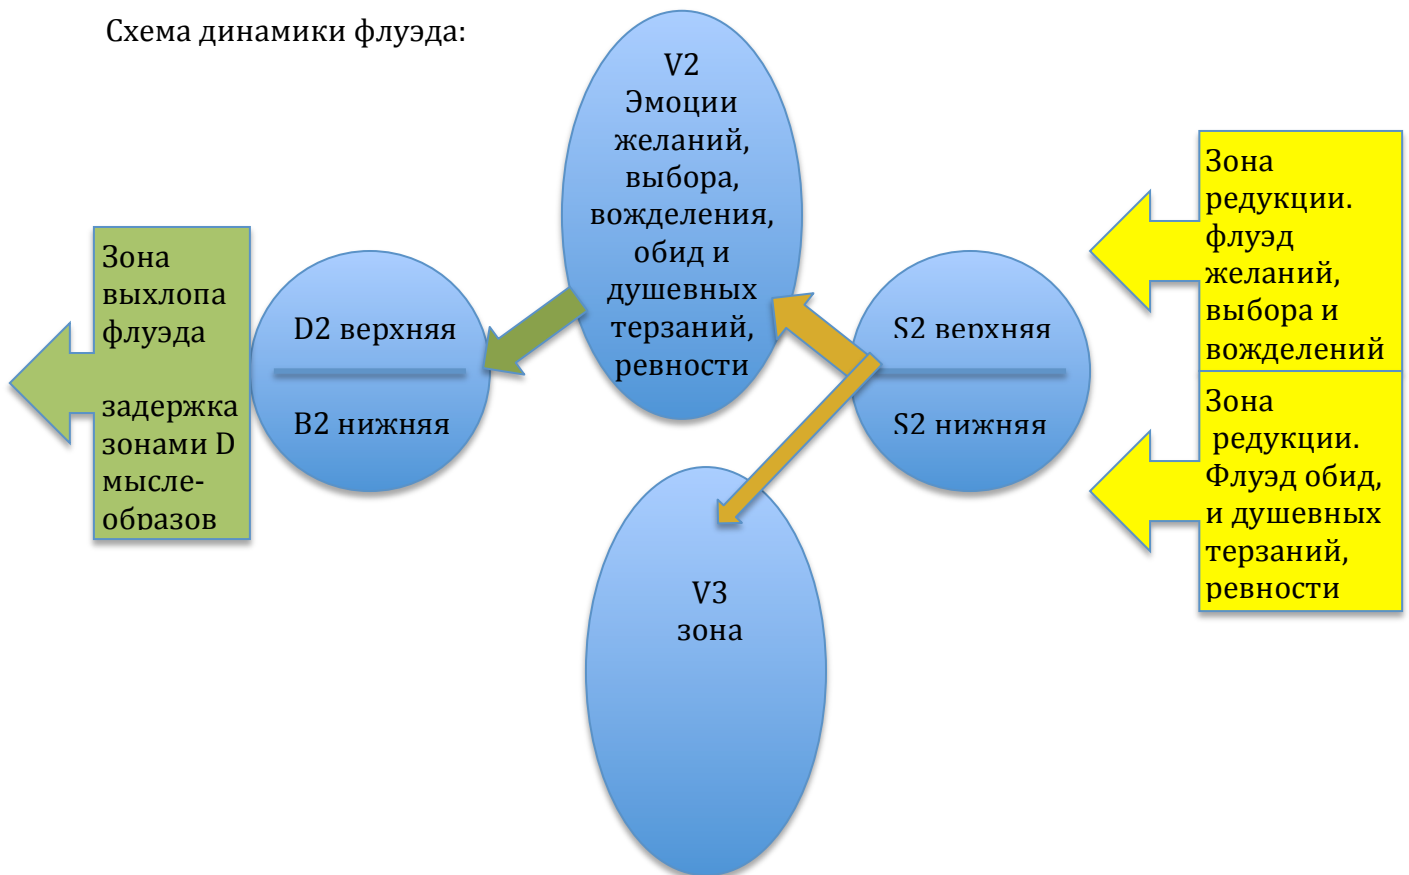 Схема динамики флуэда:
Зона
выхлопа
флуэда
задержка
зонами D
мысле-
образов
D2 верхняя
B2 нижняя
V2
Эмоции
желаний,
выбора,
вожделения,
обид и
душевных
терзаний,
ревности
V3
зона
S2 верхняя
S2 нижняя
Зона
редукции.
флуэд
желаний,
выбора и
вожделений
Зона
редукции.
Флуэд обид,
и душевных
терзаний,
ревности